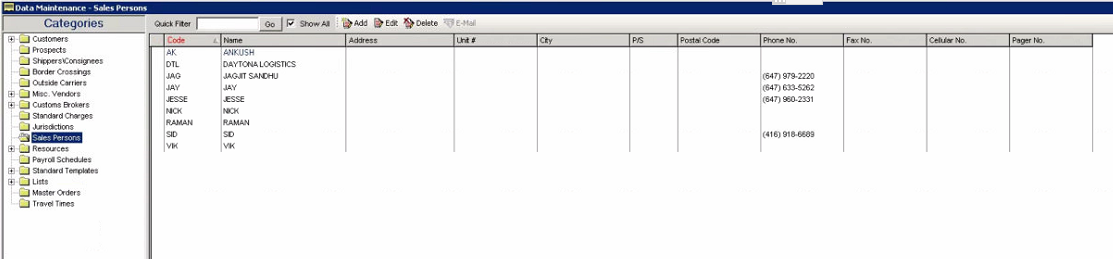 Data Maintenance - Sales Persons
Categories
Quick Filter Go Show All Add Edit Delete E-Mail
Customers
Prospects
Shippers\Consignees
Border Crossings
Outside Carriers
Misc. Vendors
Customs Brokers
Standard Charges
Jurisdictions
Sales Persons
Resources
Payroll Schedules
Standard Templates
Lists
Master Orders
Travel Times
Code Name Address Unit # City P/S Postal Code Phone No. Fax No. Cellular No. Pager No.
AK ANKUSH
DTL DAYTONA LOGISTICS
JAG JAGJIT SANDHU (647) 979-2220
JAY JAY (647) 633-5262
JESSE JESSE (647) 960-2331
NICK NICK
RAMAN RAMAN
SID SID (416) 918-6689
VIK VIK